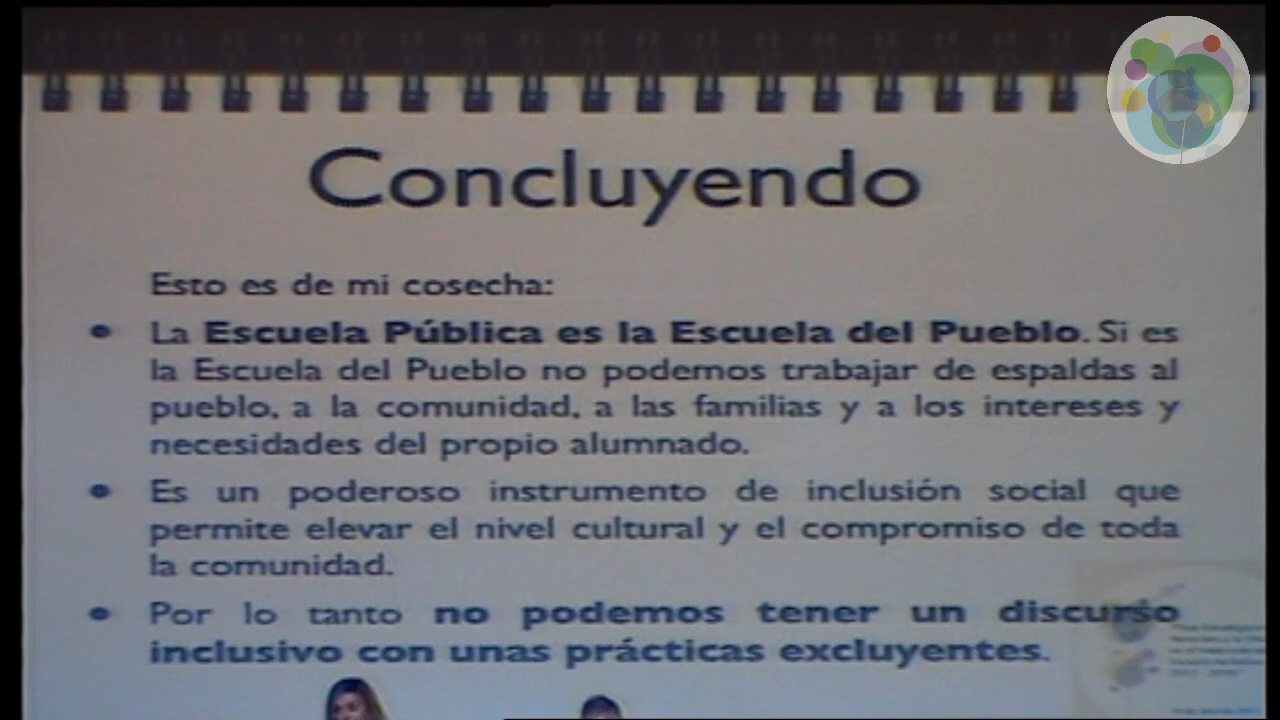 Concluyendo
Esto es de mi cosecha:
La Escuela Pública es la Escuela del Pueblo. Si es
la Escuela del Pueblo no podemos trabajar de espaldas al
pueblo, a la comunidad, a las familias y a los intereses y
necesidades del propio alumnado.
Es un poderoso instrumento de inclusión social que
permite elevar el nivel cultural y el compromiso de toda
la comunidad.
Por lo tanto no podemos tener un discurso
inclusivo con unas prácticas excluyentes.